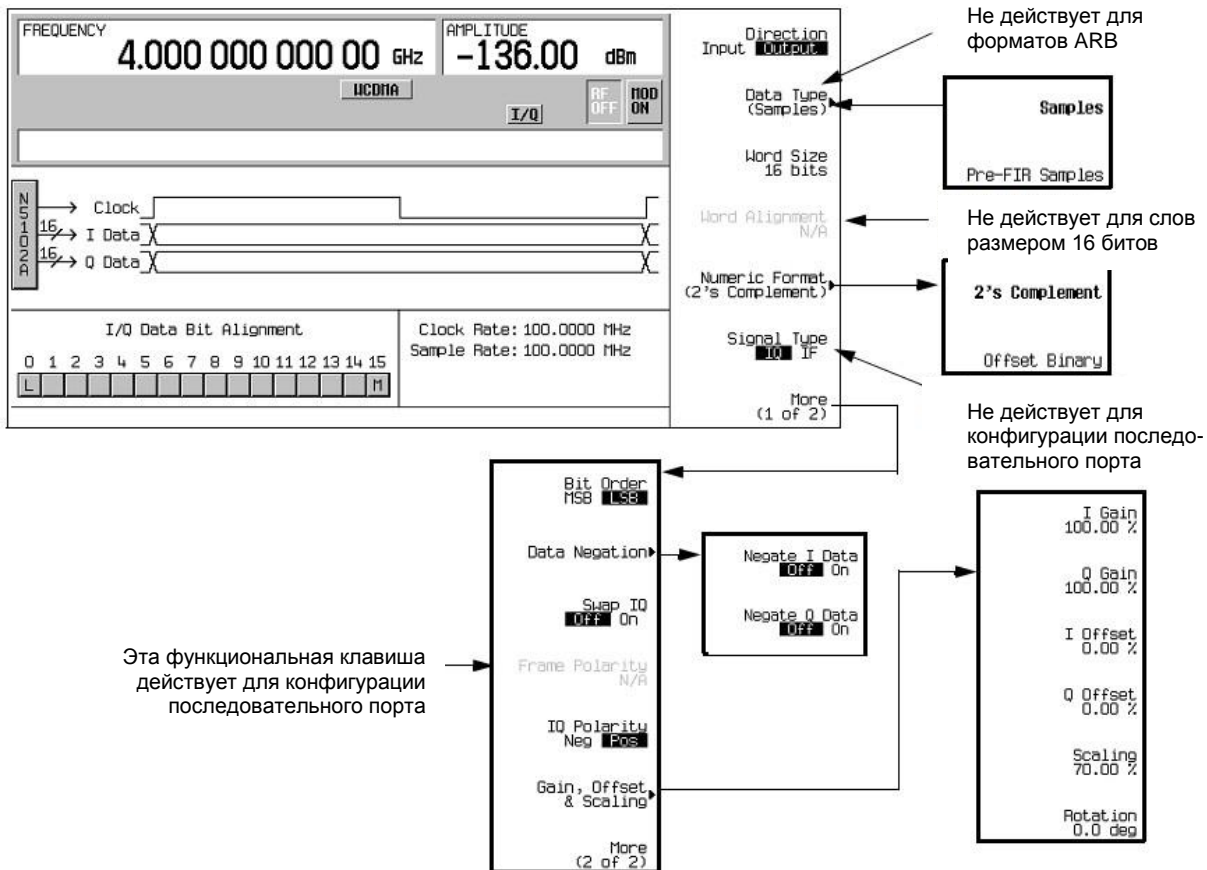 FREQUENCY
4.000 000 000 00 GHz
AMPLITUDE
-136.00 dBm
WCDMA
I/Q
RF OFF
MOD ON
N5102A
Clock
16
I Data
16
Q Data
I/Q Data Bit Alignment
0 1 2 3 4 5 6 7 8 9 10 11 12 13 14 15
L M
Clock Rate: 100.0000 MHz
Sample Rate: 100.0000 MHz
Direction
Input Output
Data Type
(Samples)
Word Size
16 bits
Word Alignment
N/A
Numeric Format
(2's Complement)
Signal Type
IQ IF
More
(1 of 2)
Не действует для
форматов ARB
Samples
Pre-FIR Samples
Не действует для слов
размером 16 битов
2's Complement
Offset Binary
Не действует для
конфигурации последо-
вательного порта
Bit Order
MSB LSB
Data Negation
Swap IQ
Off On
Frame Polarity
N/A
IQ Polarity
Neg Pos
Gain, Offset
& Scaling
More
(2 of 2)
Negate I Data
Off On
Negate Q Data
Off On
I Gain
100.00 %
Q Gain
100.00 %
I Offset
0.00 %
Q Offset
0.00 %
Scaling
70.00 %
Rotation
0.0 deg
Эта функциональная клавиша
действует для конфигурации
последовательного порта